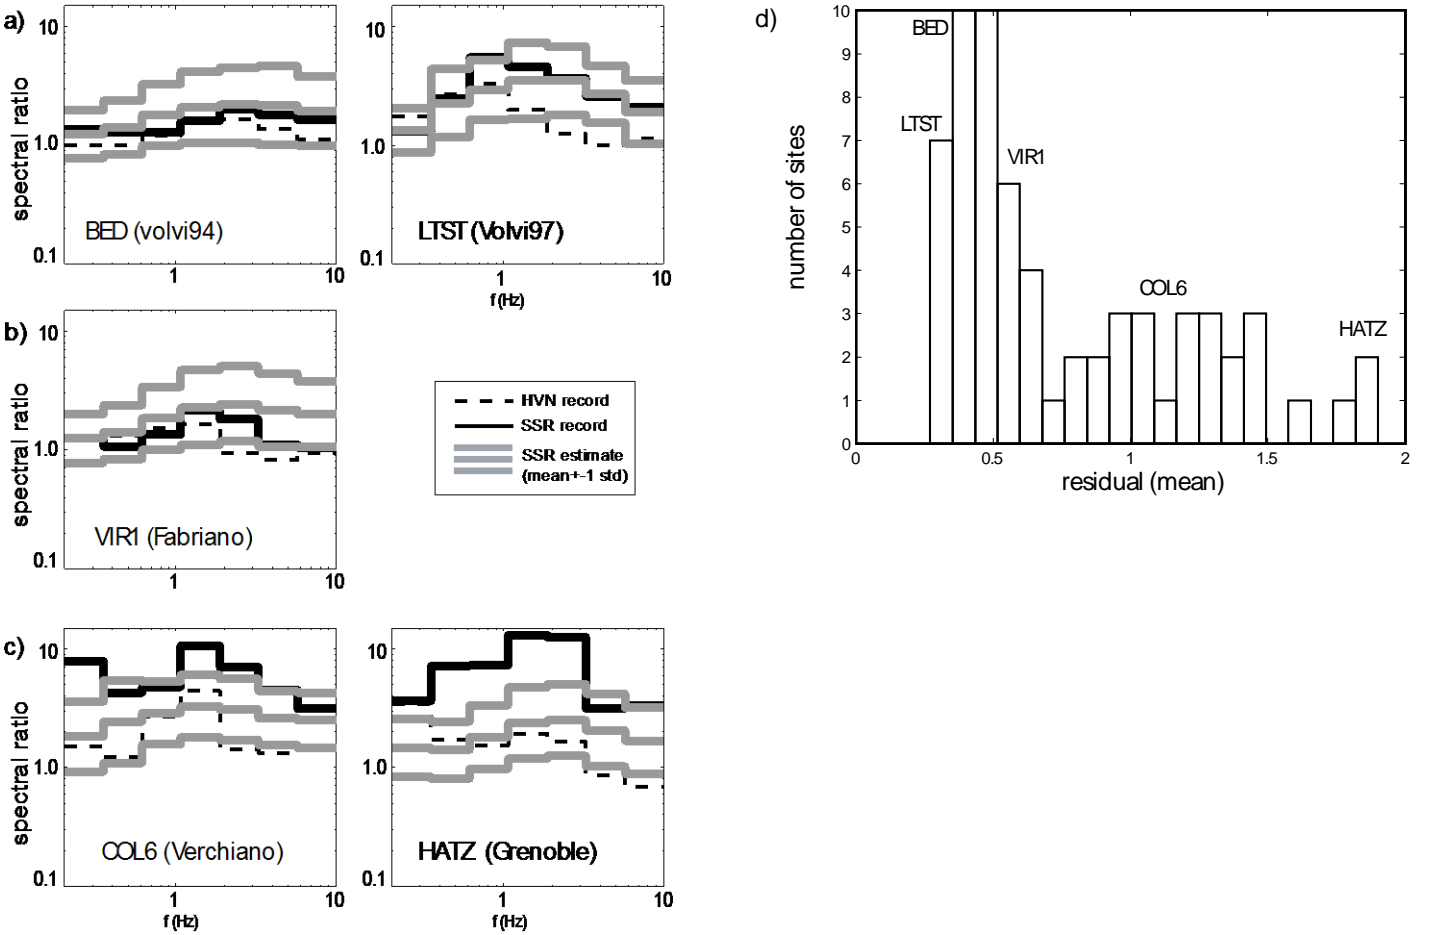 a)
10
1.0
0.1
spectral ratio
BED (volvi94)
1
10
10
1.0
0.1
LTST (Volvi97)
1
10
f (Hz)
b)
10
1.0
0.1
spectral ratio
VIR1 (Fabriano)
1
10
HVN record
SSR record
SSR estimate
(mean+-1 std)
c)
10
1.0
0.1
spectral ratio
COL6 (Verchiano)
1
10
f (Hz)
10
1.0
0.1
HATZ (Grenoble)
1
10
f (Hz)
d)
10
9
8
7
6
5
4
3
2
1
0
number of sites
BED
LTST
VIR1
COL6
HATZ
0
0.5
1
1.5
2
residual (mean)